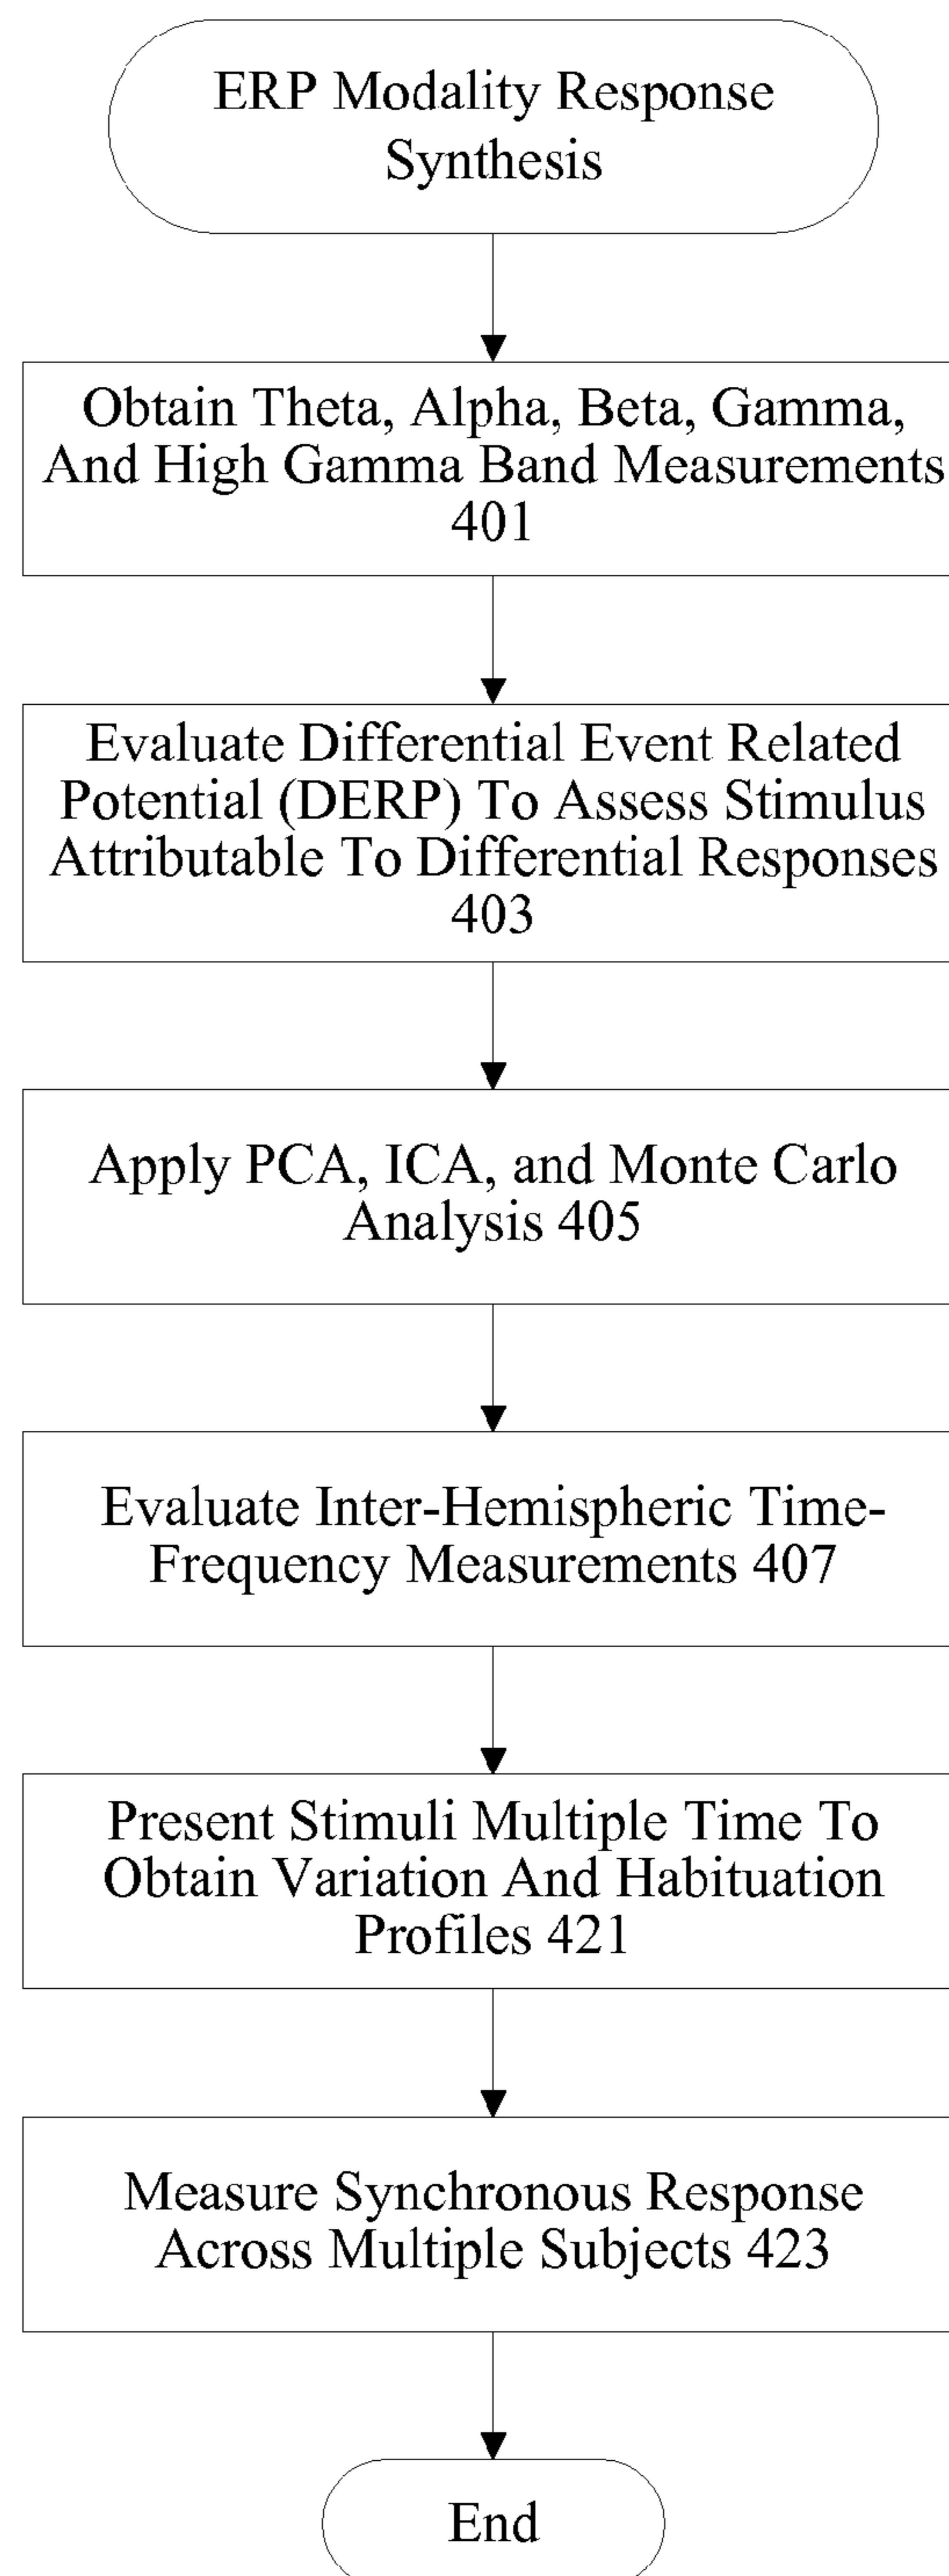 ERP Modality Response
Synthesis
Obtain Theta, Alpha, Beta, Gamma,
And High Gamma Band Measurements
401
Evaluate Differential Event Related
Potential (DERP) To Assess Stimulus
Attributable To Differential Responses
403
Apply PCA, ICA, and Monte Carlo
Analysis 405
Evaluate Inter-Hemispheric Time-
Frequency Measurements 407
Present Stimuli Multiple Time To
Obtain Variation And Habituation
Profiles 421
Measure Synchronous Response
Across Multiple Subjects 423
End